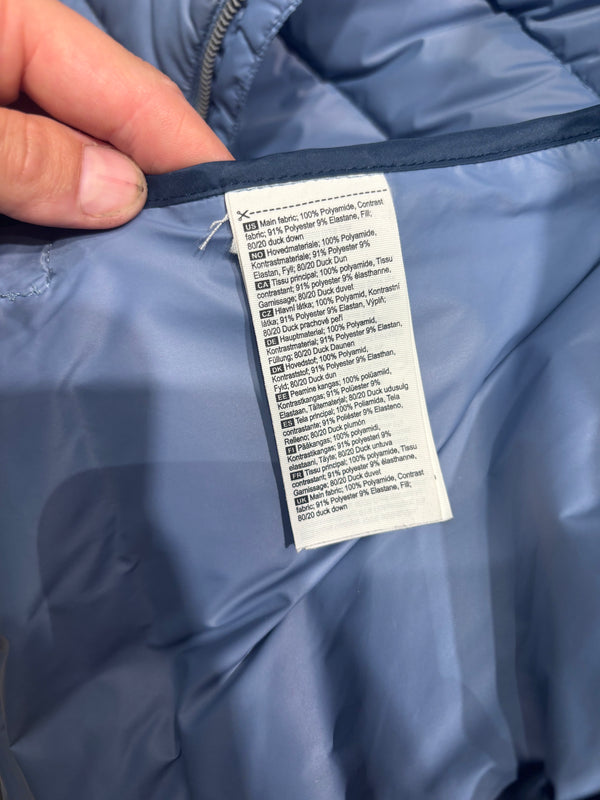 US Main fabric; 100% Polyamide, Contrast
fabric; 91% Polyester 9% Elastane, Fill;
80/20 duck down
NO Hovedmateriale; 100% Polyamide,
Kontrastmateriale; 91% Polyester 9%
Elastan, Fyll; 80/20 Duck Dun
CA Tissu principal; 100% polyamide, Tissu
contrastant; 91% polyester 9% élasthanne,
Garnissage; 80/20 Duck duvet
CZ Hlavní látka; 100% Polyamid, Kontrastní
látka; 91% Polyester 9% Elastan, Výplň;
80/20 Duck prachové peří
DE Hauptmaterial; 100% Polyamid,
Kontrastmaterial; 91% Polyester 9% Elastan,
Füllung; 80/20 Duck Daunen
DK Hovedstof; 100% Polyamid,
Kontraststof; 91% Polyester 9% Elasthan,
Fyld; 80/20 Duck dun
EE Peamine kangas; 100% polüamiid,
Kontrastkangas; 91% Polüester 9%
Elastaan, Täitematerjal; 80/20 Duck udusulg
ES Tela principal; 100% Poliamida, Tela
contrastante; 91% Poliéster 9% Elasteno,
Relleno; 80/20 Duck plumón
FI Pääkangas; 100% polyamidi,
Kontrastikangas; 91% polyesteri 9%
elastaani, Täyte; 80/20 Duck untuva
FR Tissu principal; 100% polyamide, Tissu
contrastant; 91% polyester 9% élasthanne,
Garnissage; 80/20 Duck duvet
UK Main fabric; 100% Polyamide, Contrast
fabric; 91% Polyester 9% Elastane, Fill;
80/20 duck down